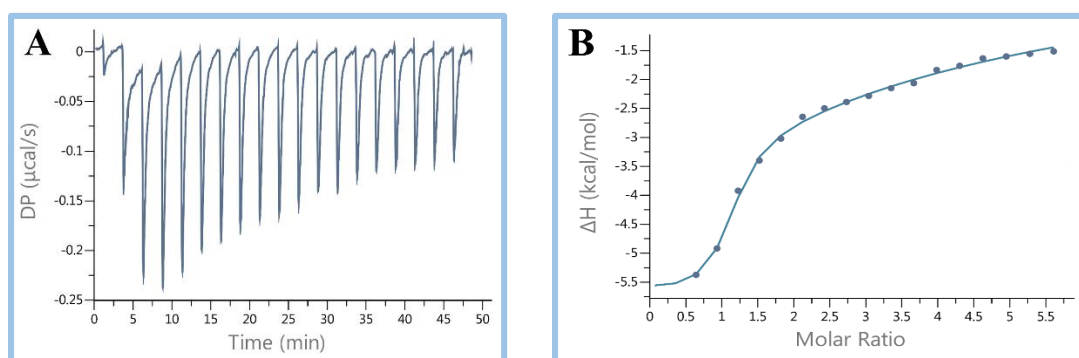 A
0
-0.05
-0.1
-0.15
-0.2
-0.25
DP (µcal/s)
0 5 10 15 20 25 30 35 40 45 50
Time (min)
B
-1.5
-2
-2.5
-3
-3.5
-4
-4.5
-5
-5.5
ΔH (kcal/mol)
0 0.5 1 1.5 2 2.5 3 3.5 4 4.5 5 5.5
Molar Ratio